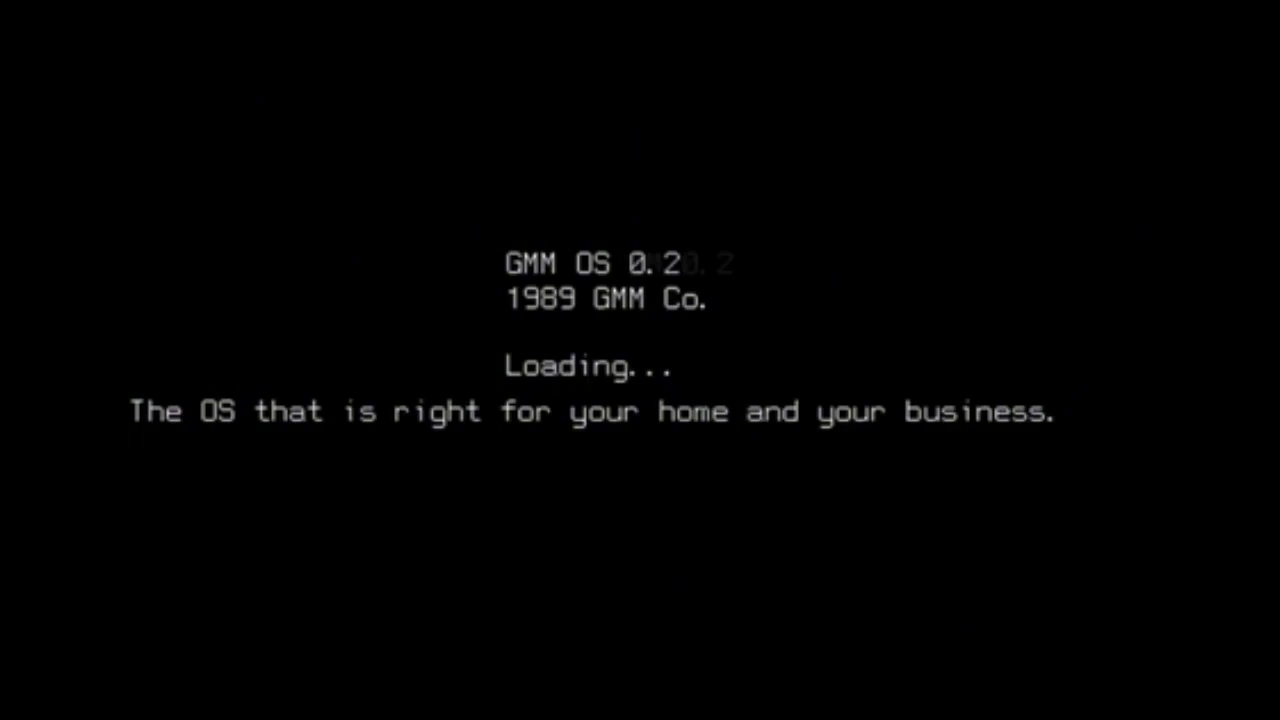 GMM OS 0.2
1989 GMM Co.
Loading...
The OS that is right for your home and your business.